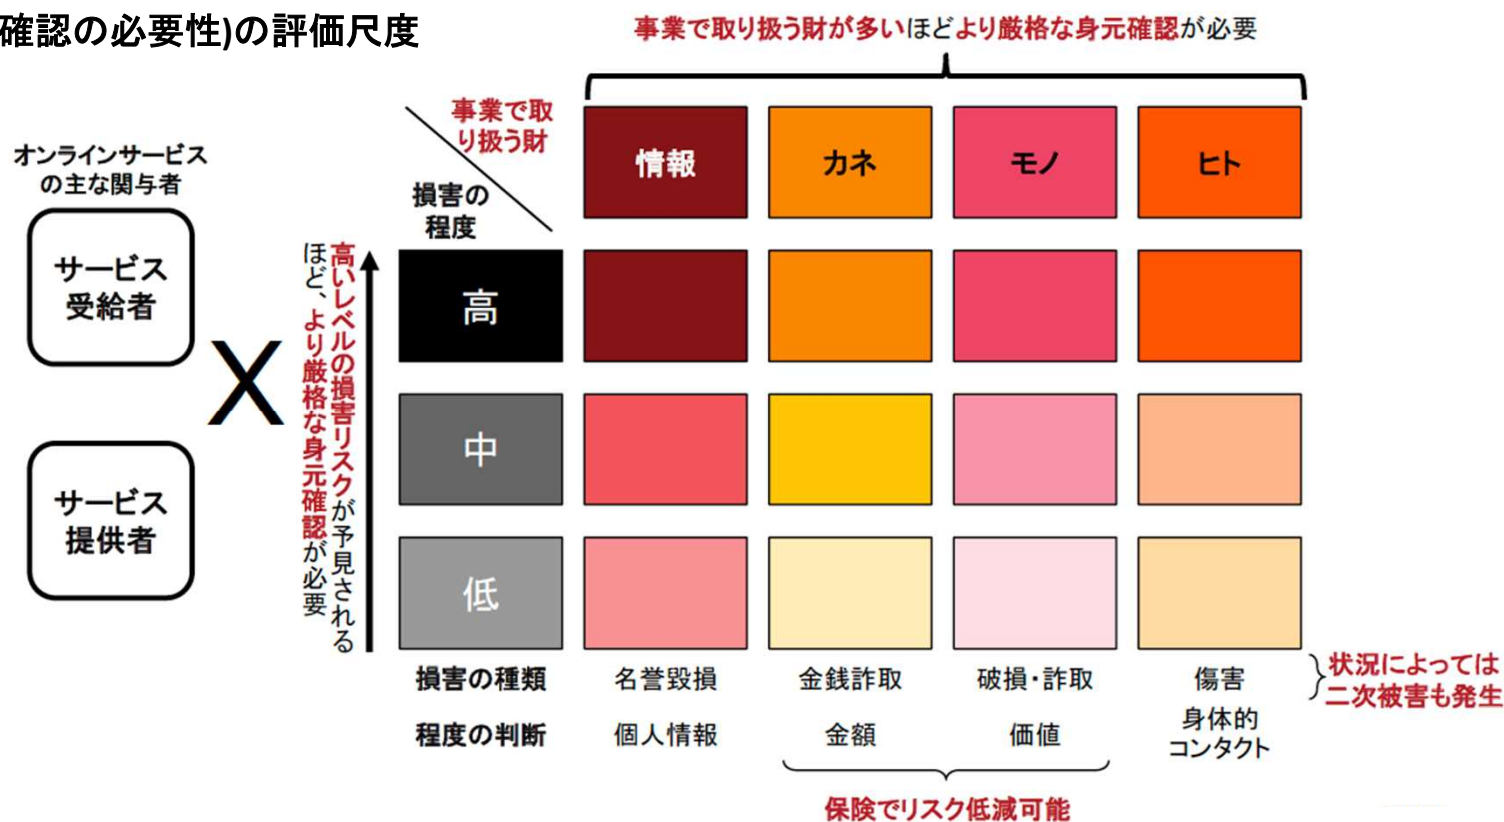 確認の必要性)の評価尺度
事業で取り扱う財が多いほどより厳格な身元確認が必要
オンラインサービス
の主な関与者
サービス
受給者
X
サービス
提供者
事業で取
り扱う財
損害の
程度
情報
カネ
モノ
ヒト
高いレベルの損害リスクが予見される
ほど、より厳格な身元確認が必要
高
中
低
損害の種類
名誉毀損
金銭詐取
破損・詐取
傷害
状況によっては
二次被害も発生
程度の判断
個人情報
金額
価値
身体的
コンタクト
保険でリスク低減可能